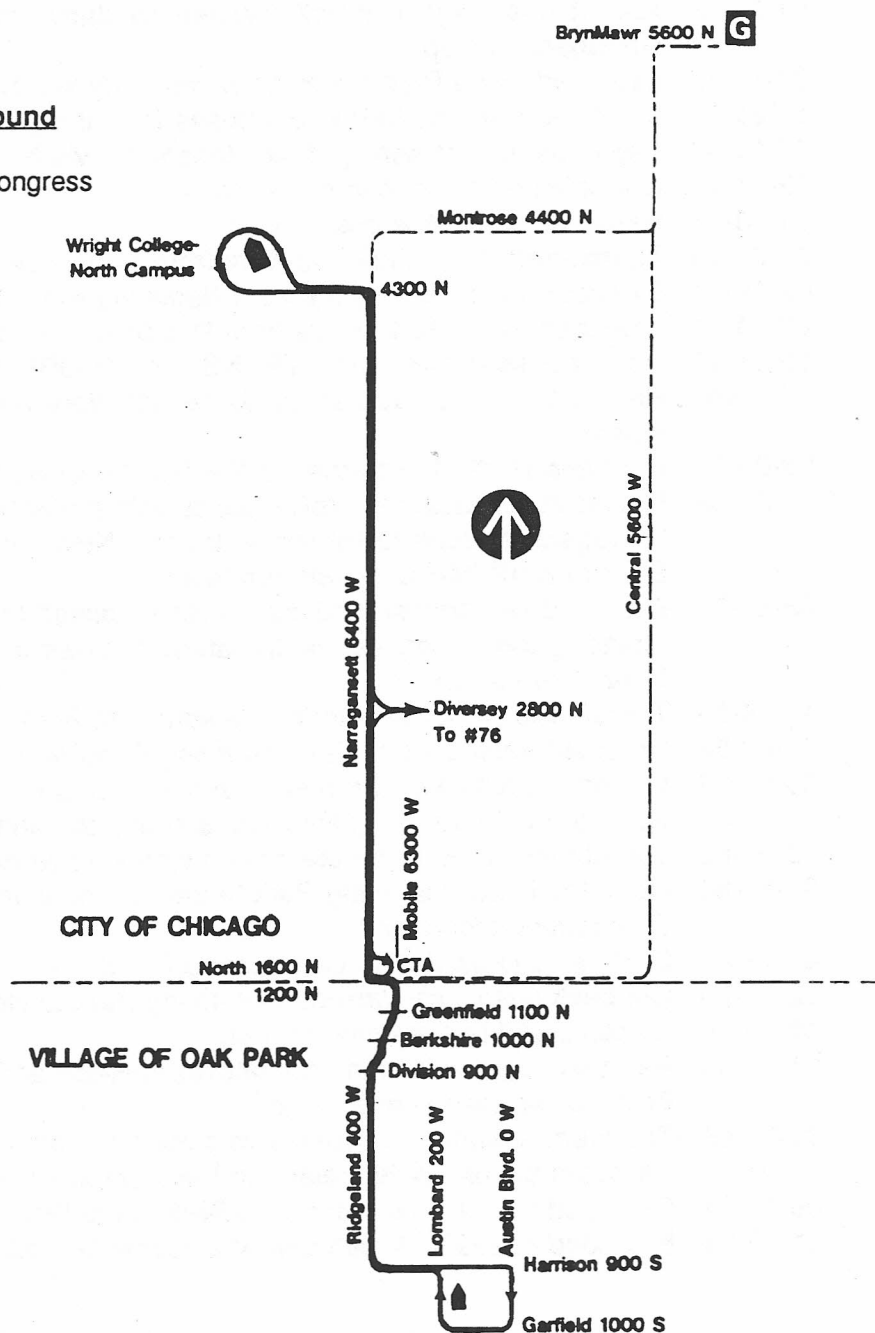 BrynMawr 5600 N G
ound
ongress
Montrose 4400 N
Wright College-
North Campus
4300 N
Central 5600 W
Narragansett 6400 W
Diversey 2800 N
To #76
Mobile 6300 W
CITY OF CHICAGO
North 1600 N
CTA
1200 N
Greenfield 1100 N
VILLAGE OF OAK PARK
Berkshire 1000 N
Division 900 N
Ridgeland 400 W
Lombard 200 W
Austin Blvd. 0 W
Harrison 900 S
Garfield 1000 S